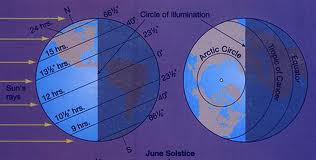 Circle of illumination
N
24 hrs.
66½°
15 hrs.
40°
23½°
13½ hrs.
0°
Sun's
rays
12 hrs.
23½°
10½ hrs.
40°
9 hrs.
66½°
S
June Solstice
Arctic Circle
Tropic of Cancer
Equator